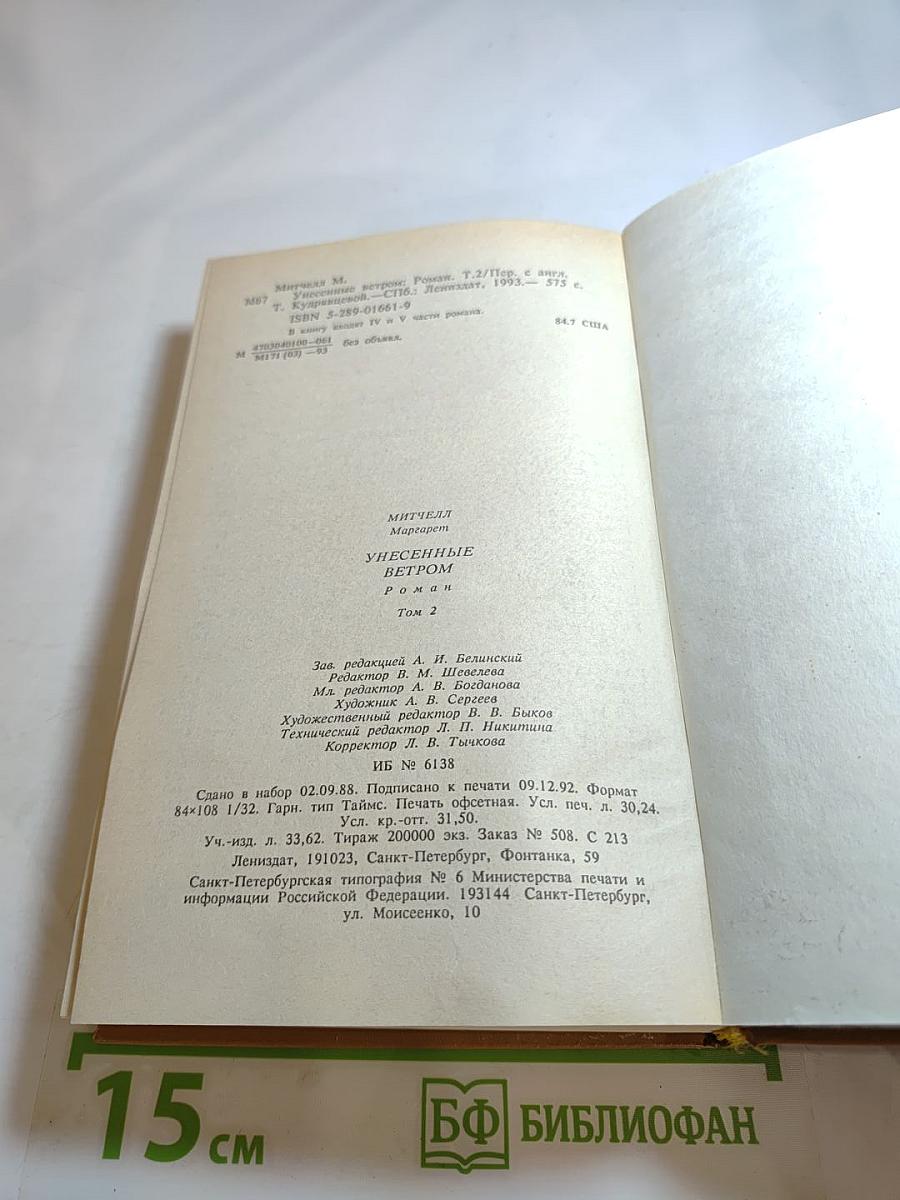 Митчелл М.
М67 Унесенные ветром: Роман. Т.2/Пер. с англ.
Т. Кудрявцевой.—СПб.: Лениздат, 1993.— 575 с.
ISBN 5-289-01661-9
В книгу входят IV и V части романа.
84.7 США
М 4703040100—061 без объявл.
М171 (03) —93
МИТЧЕЛЛ
Маргарет
УНЕСЕННЫЕ
ВЕТРОМ
Роман
Том 2
Зав. редакцией А. И. Белинский
Редактор В. М. Шевелева
Мл. редактор А. В. Богданова
Художник А. В. Сергеев
Художественный редактор В. В. Быков
Технический редактор Л. П. Никитина
Корректор Л. В. Тычкова
ИБ № 6138
Сдано в набор 02.09.88. Подписано к печати 09.12.92. Формат
84×108 1/32. Гарн. тип Таймс. Печать офсетная. Усл. печ. л. 30,24.
Усл. кр.-отт. 31,50.
Уч.-изд. л. 33,62. Тираж 200000 экз. Заказ № 508. С 213
Лениздат, 191023, Санкт-Петербург, Фонтанка, 59
Санкт-Петербургская типография № 6 Министерства печати и
информации Российской Федерации. 193144 Санкт-Петербург,
ул. Моисеенко, 10
15 см
БФ БИБЛИОФАН